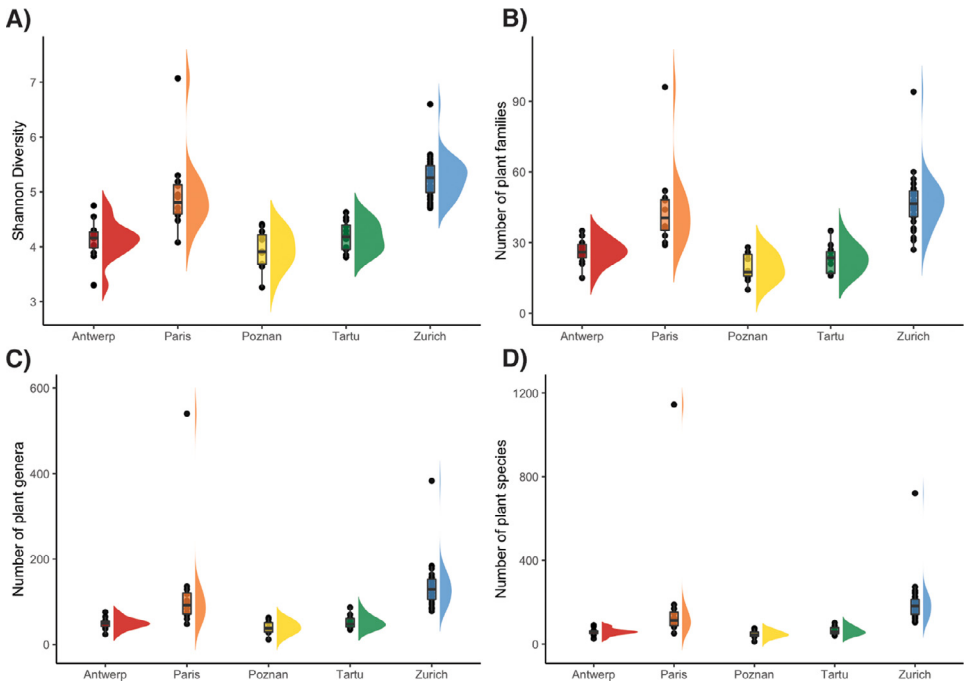 A)
Shannon Diversity
7
6
5
4
3
Antwerp Paris Poznan Tartu Zurich
B)
Number of plant families
90
60
30
0
Antwerp Paris Poznan Tartu Zurich
C)
Number of plant genera
600
400
200
0
Antwerp Paris Poznan Tartu Zurich
D)
Number of plant species
1200
800
400
0
Antwerp Paris Poznan Tartu Zurich